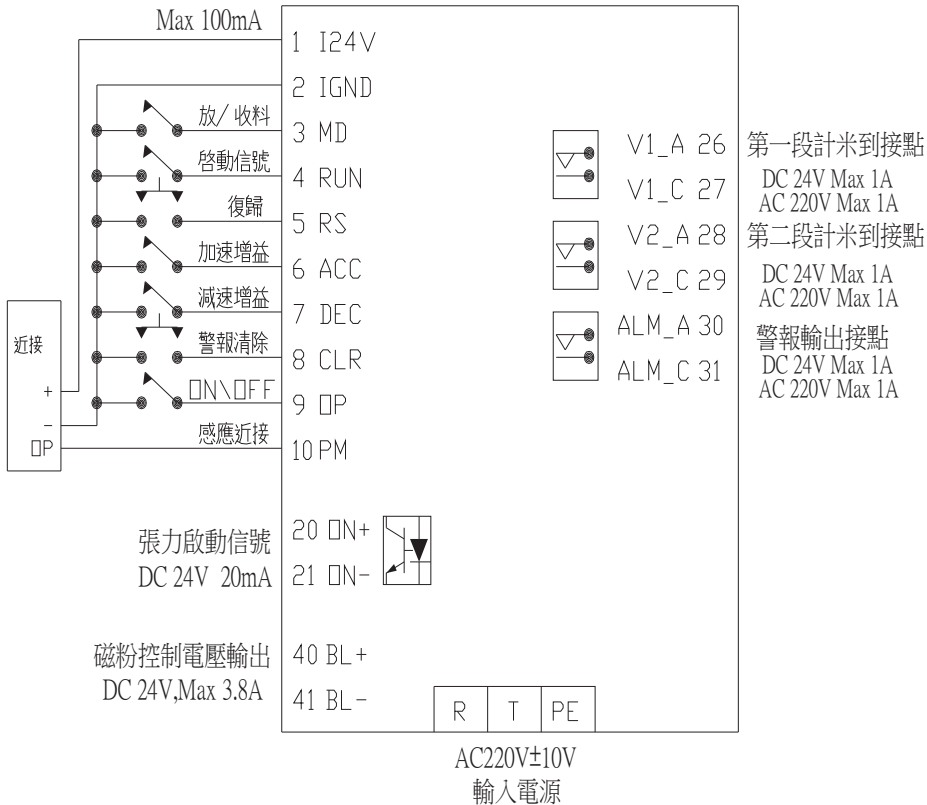 Max 100mA
1 I24V
2 IGND
放/收料
3 MD
啓動信號
4 RUN
復歸
5 RS
加速增益
6 ACC
減速增益
7 DEC
警報清除
8 CLR
ON\OFF
9 OP
感應近接
10 PM
近接
+
-
OP
張力啟動信號
DC 24V 20mA
20 ON+
21 ON-
磁粉控制電壓輸出
DC 24V,Max 3.8A
40 BL+
41 BL-
V1_A 26
V1_C 27
第一段計米到接點
DC 24V Max 1A
AC 220V Max 1A
V2_A 28
V2_C 29
第二段計米到接點
DC 24V Max 1A
AC 220V Max 1A
ALM_A 30
ALM_C 31
警報輸出接點
DC 24V Max 1A
AC 220V Max 1A
R T PE
AC220V±10V
輸入電源